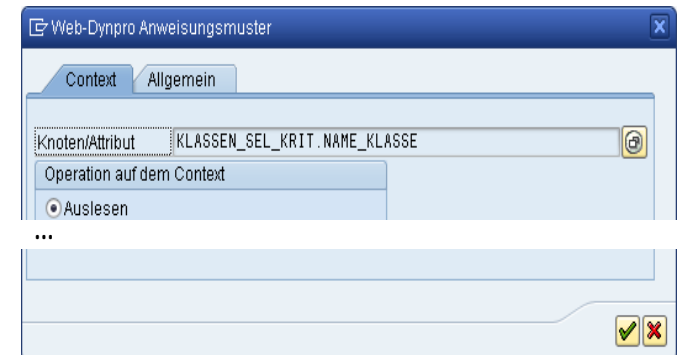 Web-Dynpro Anweisungsmuster
Context Allgemein
Knoten/Attribut KLASSEN_SEL_KRIT.NAME_KLASSE
Operation auf dem Context
Auslesen
...